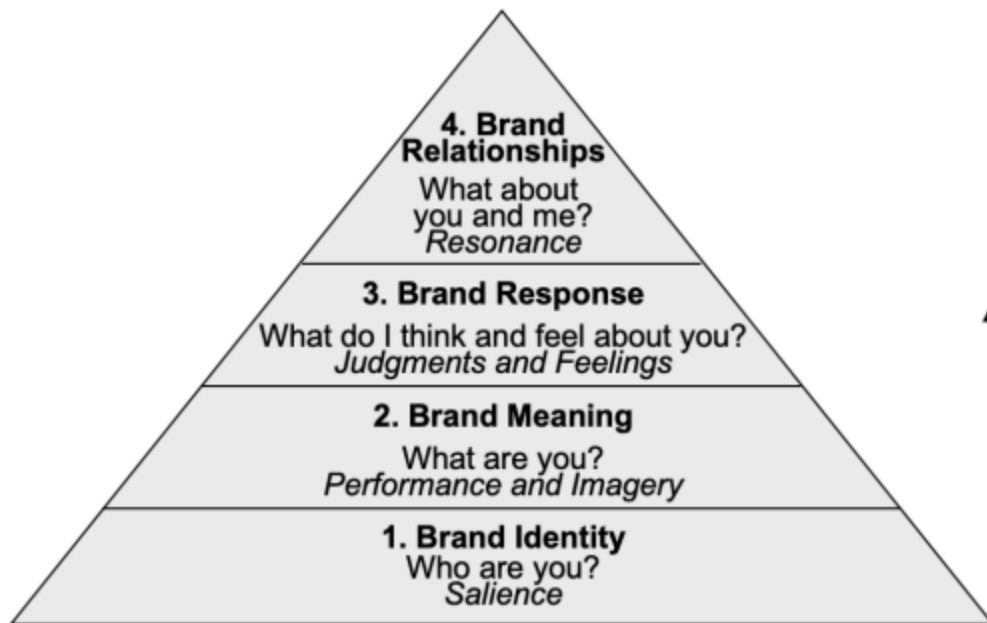 4. Brand
Relationships
What about
you and me?
Resonance
3. Brand Response
What do I think and feel about you?
Judgments and Feelings
2. Brand Meaning
What are you?
Performance and Imagery
1. Brand Identity
Who are you?
Salience